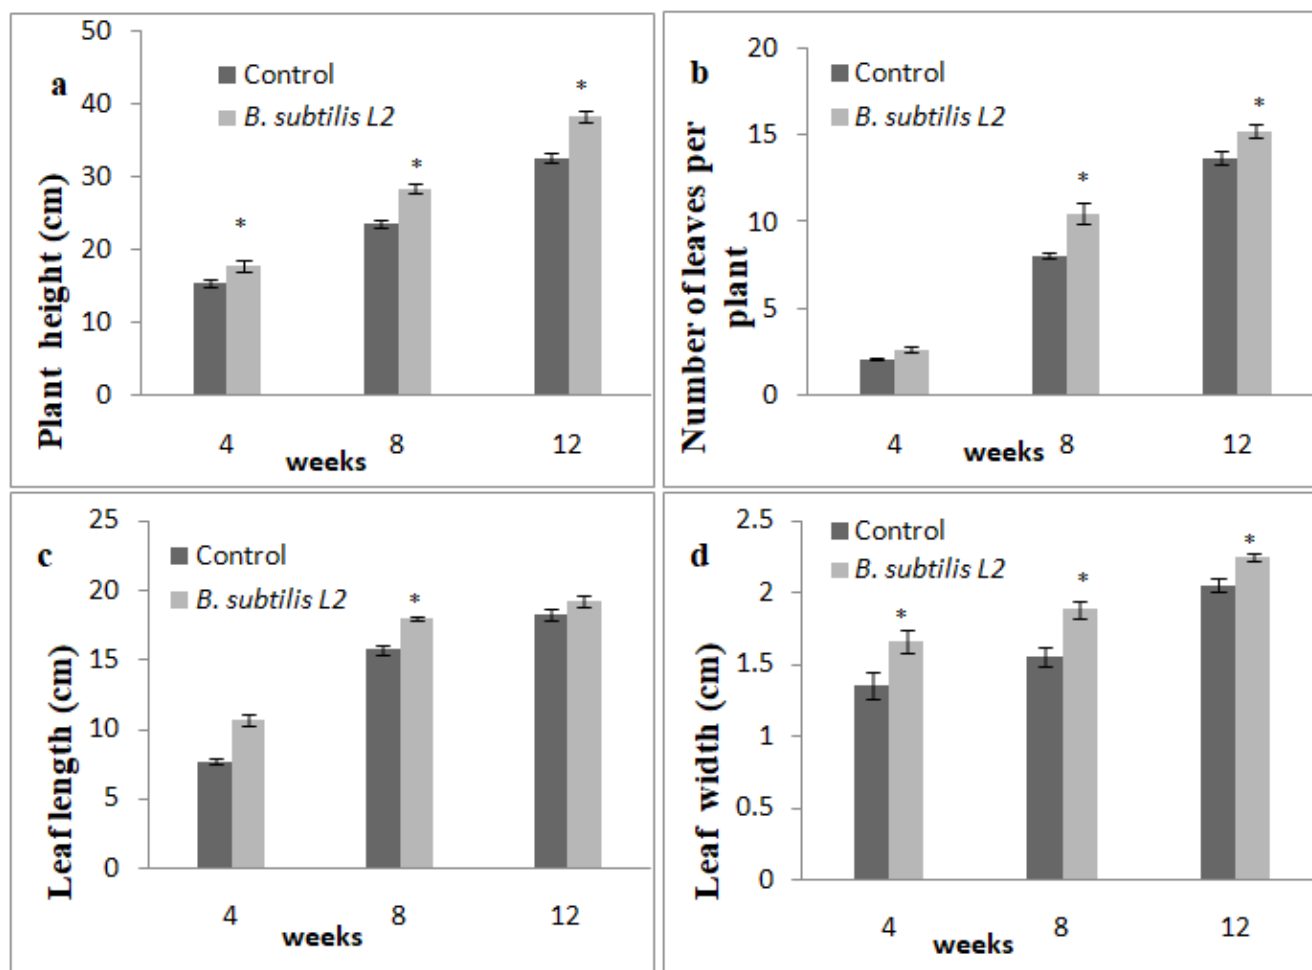 50
40
30
20
10
0
a
Control
B. subtilis L2
*
*
*
Plant height (cm)
4
8
12
weeks
20
15
10
5
0
b
Control
B. subtilis L2
*
*
Number of leaves per
plant
4
8
12
weeks
25
20
15
10
5
0
c
Control
B. subtilis L2
*
Leaf length (cm)
4
8
12
weeks
2.5
2
1.5
1
0.5
0
d
Control
B. subtilis L2
*
*
*
Leaf width (cm)
4
8
12
weeks